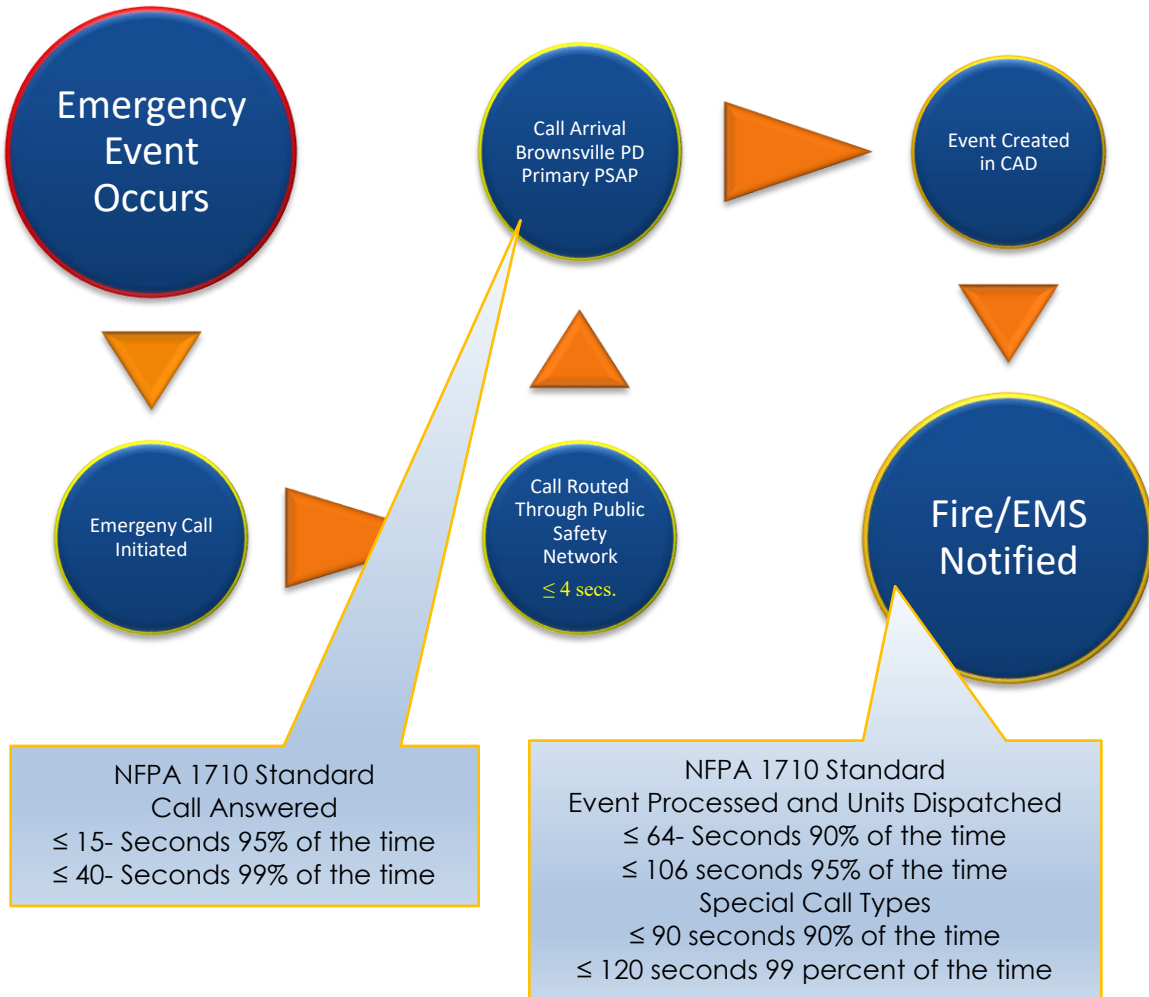 Emergency
Event
Occurs
Emergeny Call
Initiated
Call Routed
Through Public
Safety
Network
≤ 4 secs.
Call Arrival
Brownsville PD
Primary PSAP
Event Created
in CAD
Fire/EMS
Notified
NFPA 1710 Standard
Call Answered
≤ 15- Seconds 95% of the time
≤ 40- Seconds 99% of the time
NFPA 1710 Standard
Event Processed and Units Dispatched
≤ 64- Seconds 90% of the time
≤ 106 seconds 95% of the time
Special Call Types
≤ 90 seconds 90% of the time
≤ 120 seconds 99 percent of the time